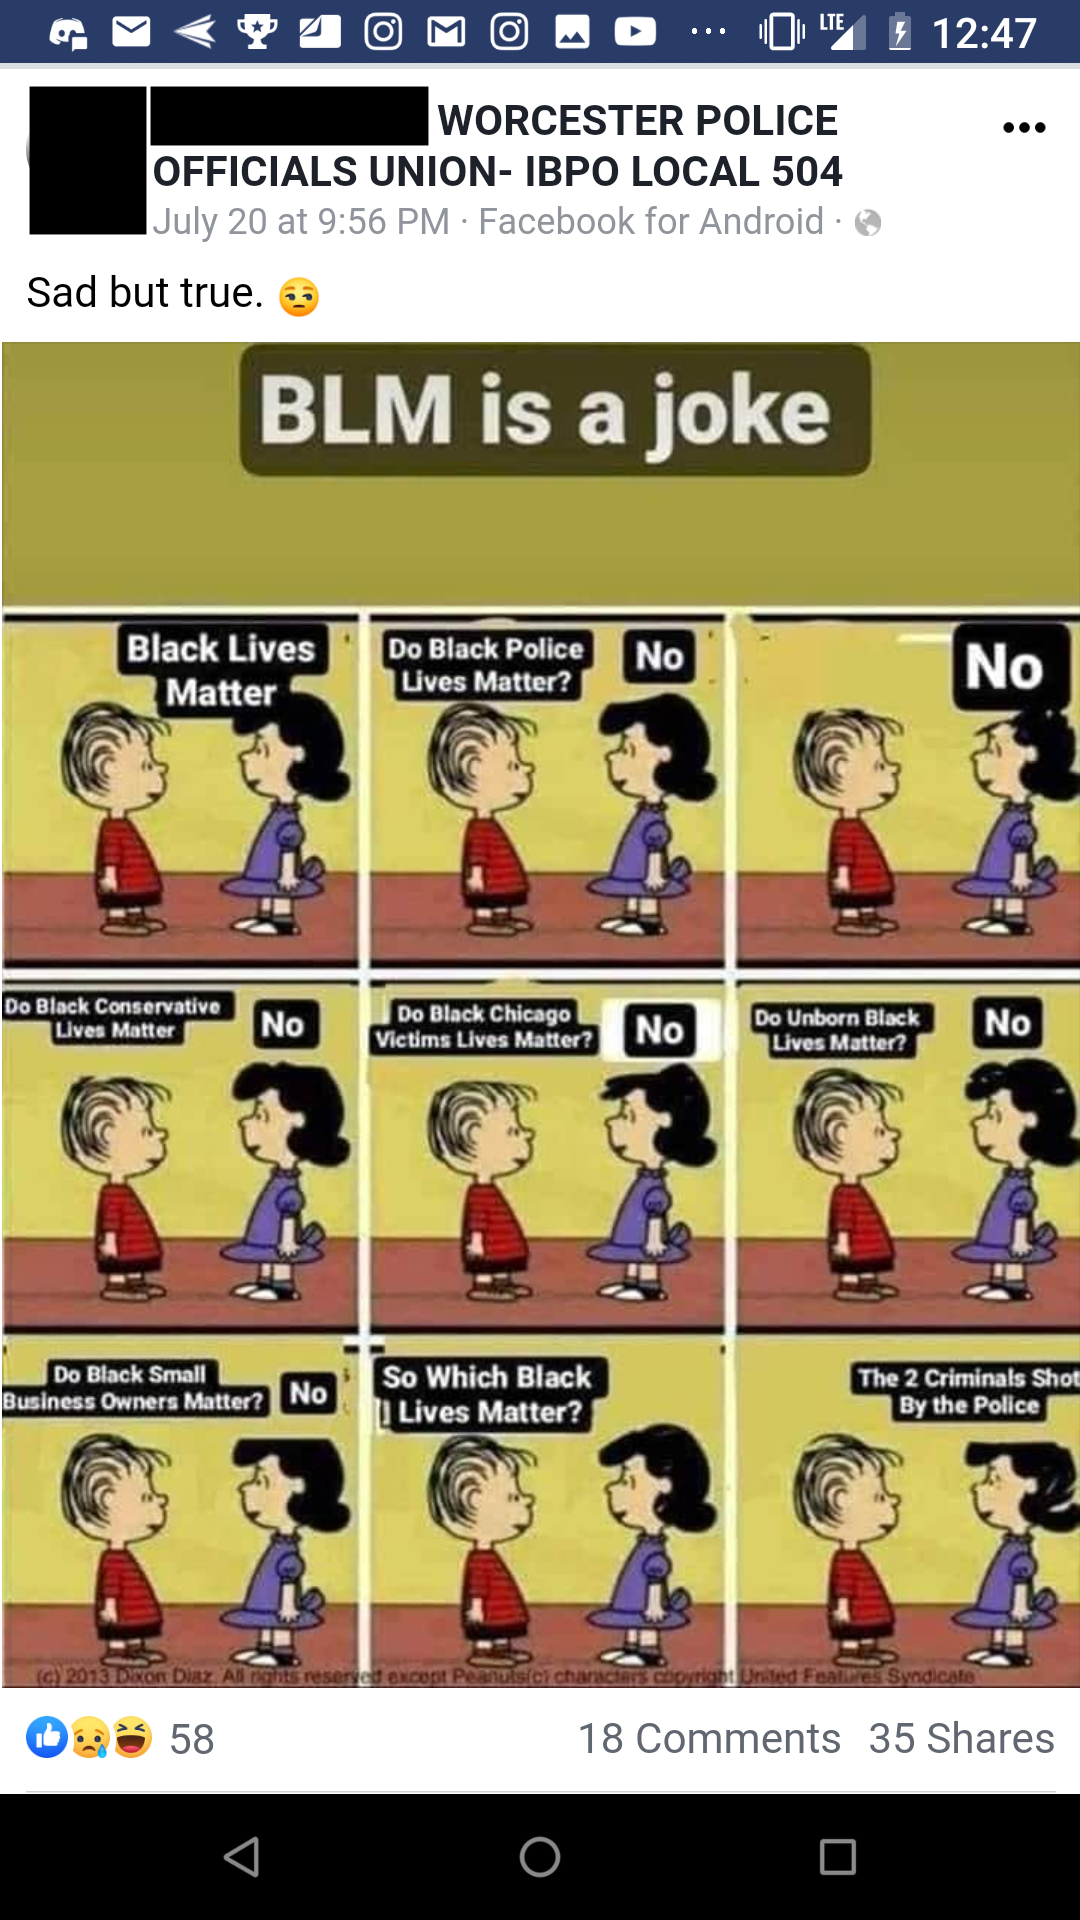 LTE 12:47
WORCESTER POLICE
OFFICIALS UNION- IBPO LOCAL 504
July 20 at 9:56 PM · Facebook for Android ·
Sad but true. 😒
BLM is a joke
Black Lives
Matter
Do Black Police
Lives Matter?
No
No
Do Black Conservative
Lives Matter
No
Do Black Chicago
Victims Lives Matter?
No
Do Unborn Black
Lives Matter?
No
Do Black Small
Business Owners Matter?
No
So Which Black
Lives Matter?
The 2 Criminals Shot
By the Police
(c) 2013 Dixon Diaz. All rights reserved except Peanuts(c) characters copyright United Features Syndicate
58
18 Comments 35 Shares